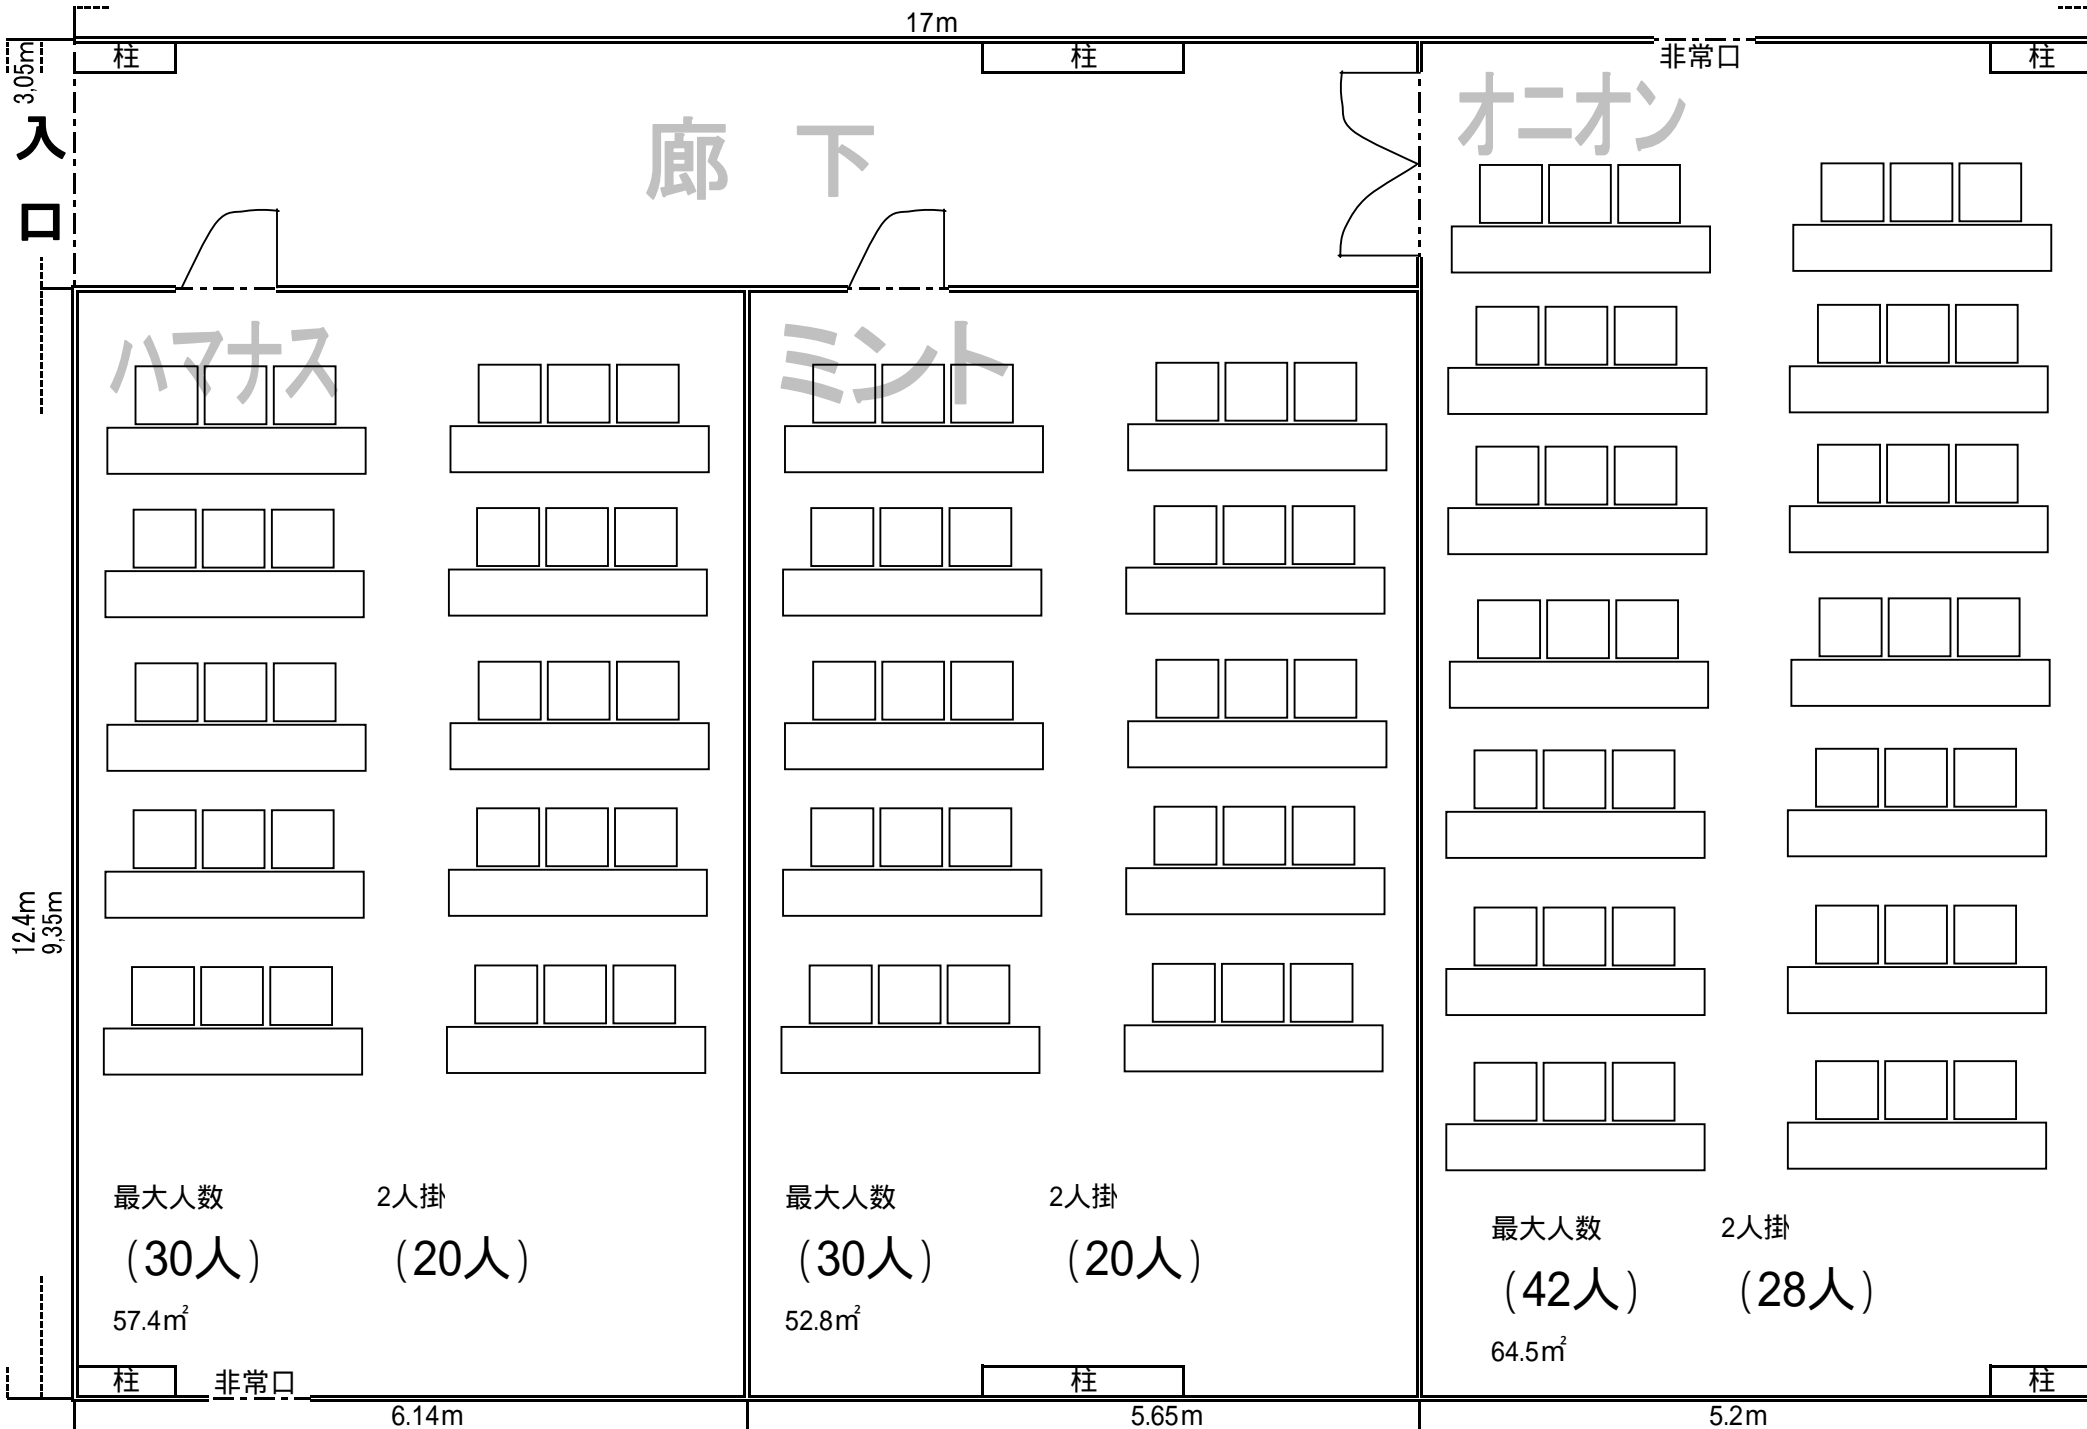 17m
柱
柱
非常口
柱
3,05m
入口
廊下
オニオン
ハマナス
ミント
12.4m
9,35m
最大人数 2人掛
（30人） （20人）
57.4㎡
最大人数 2人掛
（30人） （20人）
52.8㎡
最大人数 2人掛
（42人） （28人）
64.5㎡
柱
非常口
柱
柱
6.14m
5.65m
5.2m